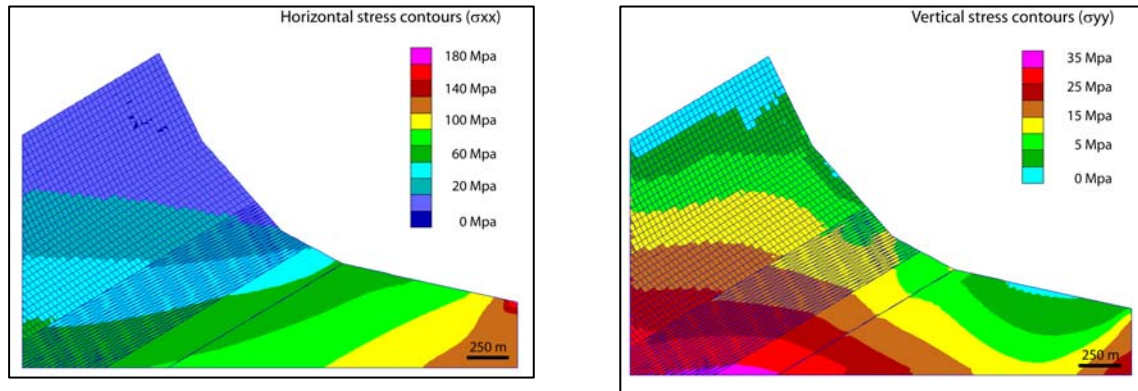 Horizontal stress contours (σxx)
180 Mpa
140 Mpa
100 Mpa
60 Mpa
20 Mpa
0 Mpa
250 m
Vertical stress contours (σyy)
35 Mpa
25 Mpa
15 Mpa
5 Mpa
0 Mpa
250 m